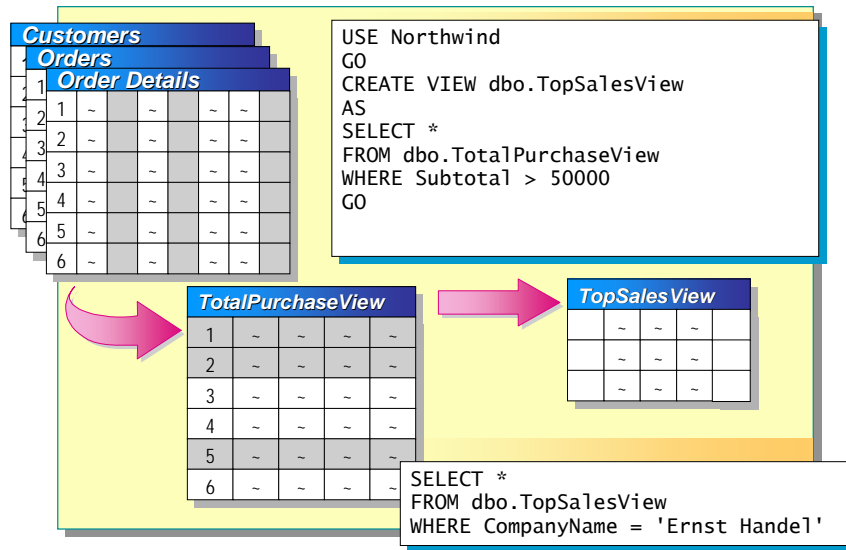 Customers
Orders
Order Details
1 ~ ~ ~ ~
2 ~ ~ ~ ~
3 ~ ~ ~ ~
4 ~ ~ ~ ~
5 ~ ~ ~ ~
6 ~ ~ ~ ~
USE Northwind
GO
CREATE VIEW dbo.TopSalesView
AS
SELECT *
FROM dbo.TotalPurchaseView
WHERE Subtotal > 50000
GO
TotalPurchaseView
1 ~ ~ ~ ~
2 ~ ~ ~ ~
3 ~ ~ ~ ~
4 ~ ~ ~ ~
5 ~ ~ ~ ~
6 ~ ~ ~ ~
TopSalesView
~ ~ ~
~ ~ ~
~ ~ ~
SELECT *
FROM dbo.TopSalesView
WHERE CompanyName = 'Ernst Handel'